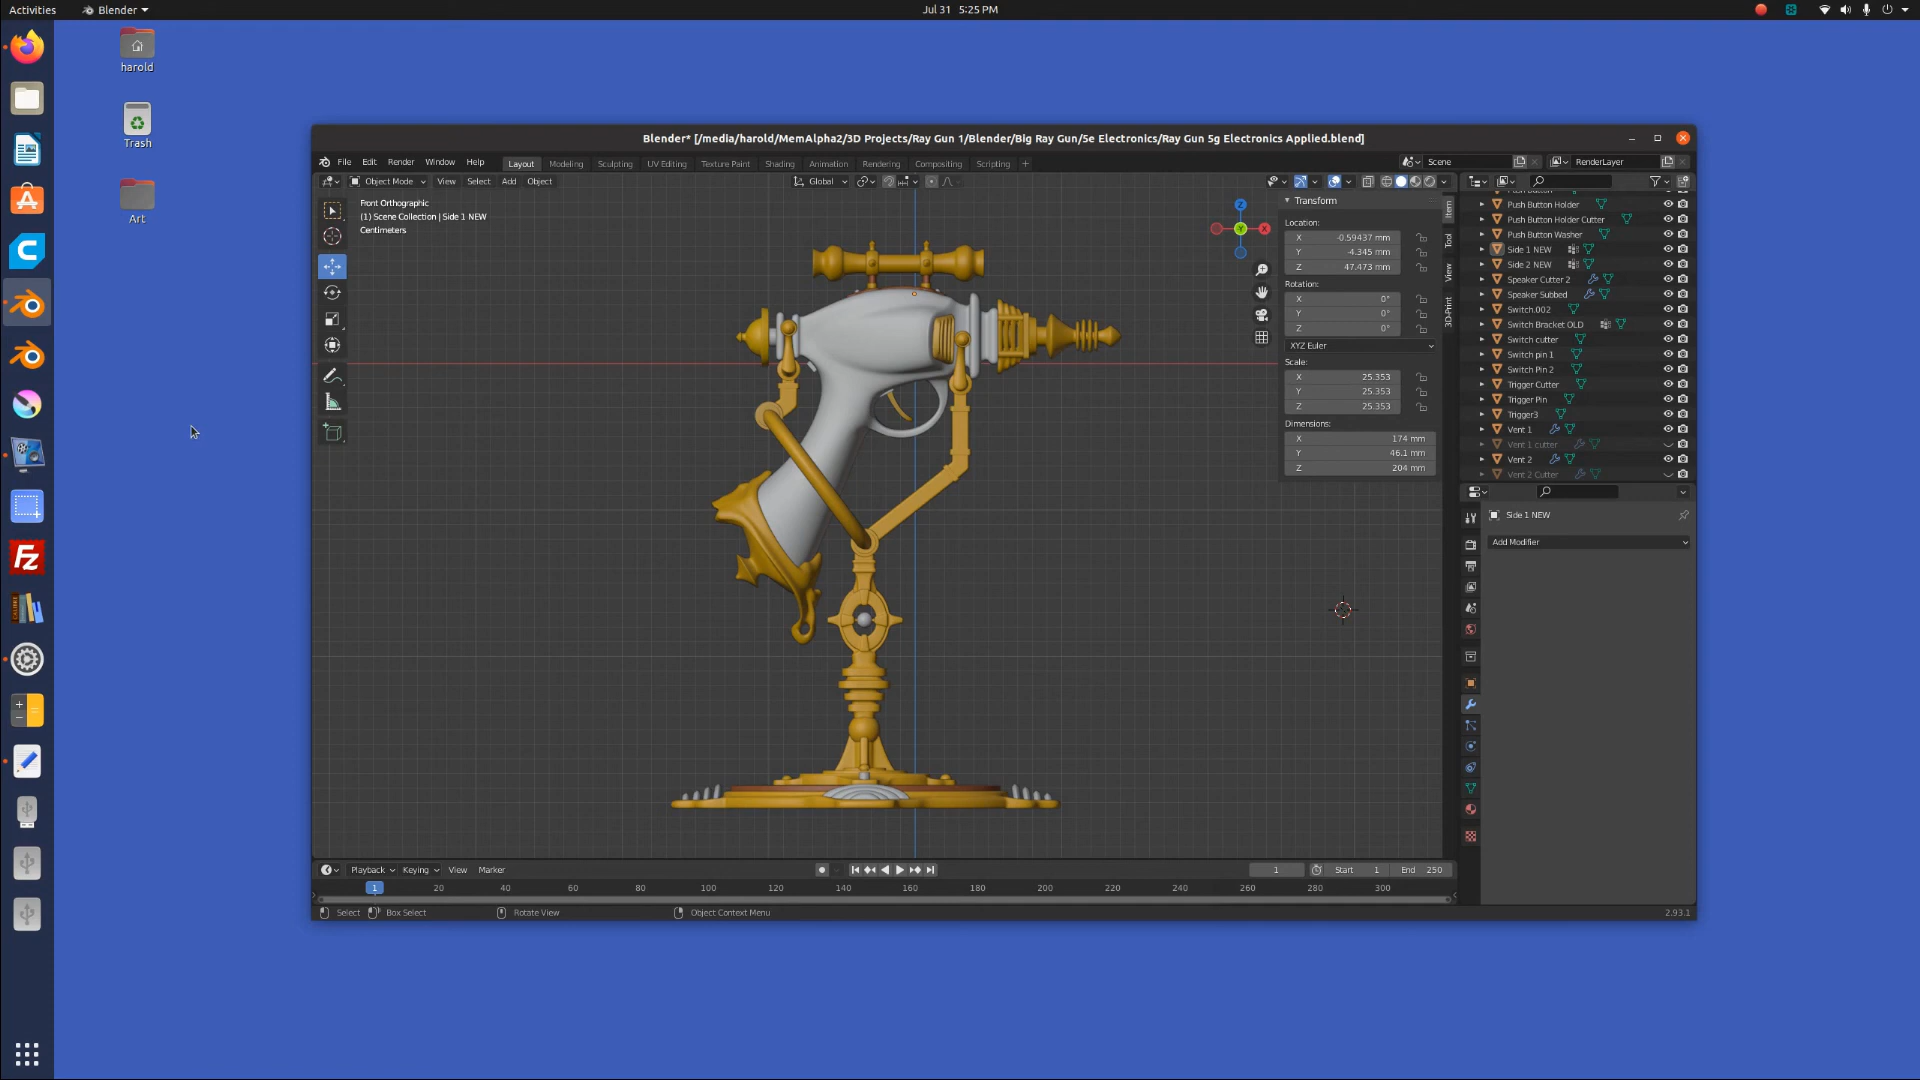 Activities
Blender
Jul 31 5:25 PM
harold
Trash
Art
Blender* [/media/harold/MemAlpha2/3D Projects/Ray Gun 1/Blender/Big Ray Gun/5e Electronics/Ray Gun 5g Electronics Applied.blend]
File Edit Render Window Help
Layout Modeling Sculpting UV Editing Texture Paint Shading Animation Rendering Compositing Scripting +
Scene
RenderLayer
Object Mode View Select Add Object
Global
Front Orthographic
(1) Scene Collection | Side 1 NEW
Centimeters
Z
Y
X
Transform
Location:
X -0.59437 mm
Y -4.345 mm
Z 47.473 mm
Rotation:
X 0°
Y 0°
Z 0°
XYZ Euler
Scale:
X 25.353
Y 25.353
Z 25.353
Dimensions:
X 174 mm
Y 46.1 mm
Z 204 mm
Item
Tool
View
3D-Print
Push Button
Push Button Holder
Push Button Holder Cutter
Push Button Washer
Side 1 NEW
Side 2 NEW
Speaker Cutter 2
Speaker Subbed
Switch.002
Switch Bracket OLD
Switch cutter
Switch pin 1
Switch Pin 2
Trigger Cutter
Trigger Pin
Trigger3
Vent 1
Vent 1 cutter
Vent 2
Vent 2 Cutter
Side 1 NEW
Add Modifier
Fz
CALIBRE
Playback Keying View Marker
1
Start 1
End 250
1 20 40 60 80 100 120 140 160 180 200 220 240 260 280 300
Select Box Select Rotate View Object Context Menu
2.93.1